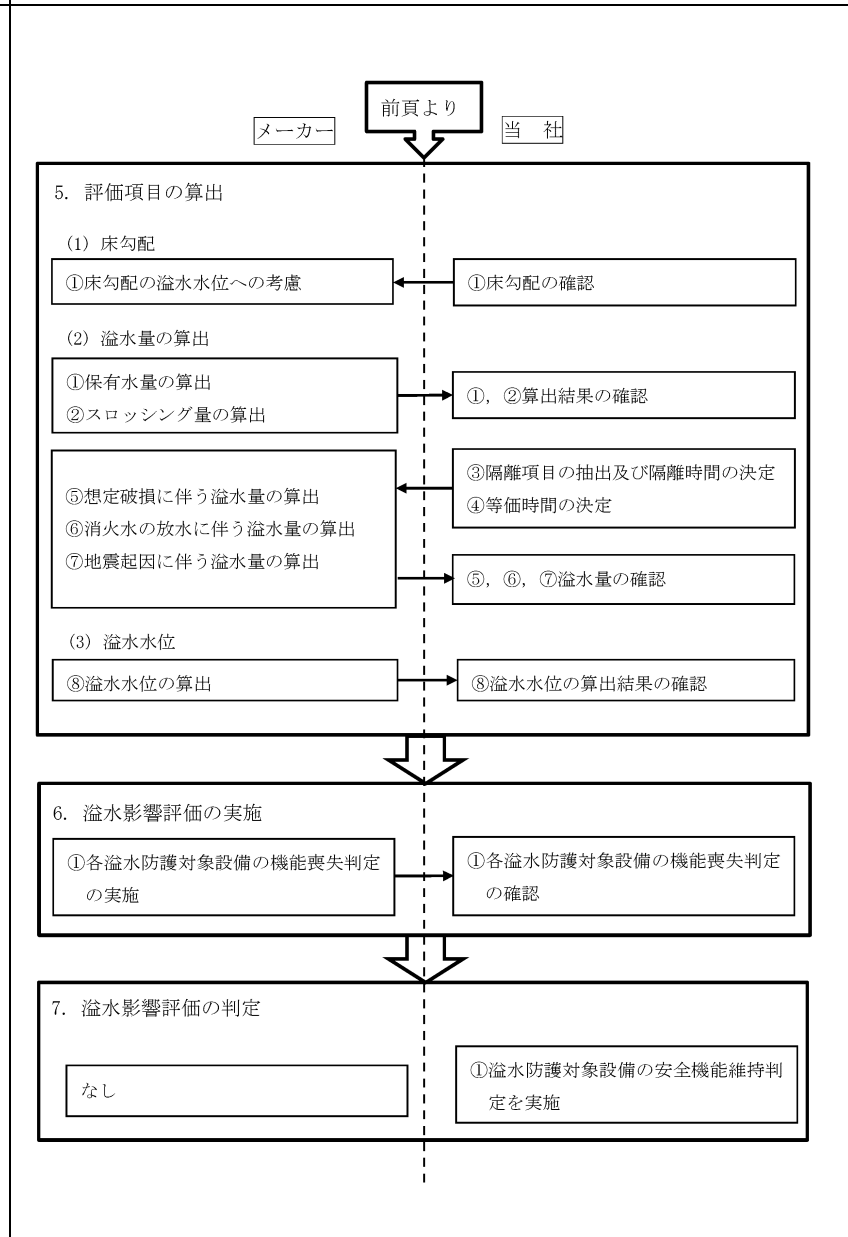 前頁より
メーカー
当　社
5. 評価項目の算出
(1) 床勾配
①床勾配の溢水水位への考慮
①床勾配の確認
(2) 溢水量の算出
①保有水量の算出
②スロッシング量の算出
①，②算出結果の確認
③隔離項目の抽出及び隔離時間の決定
④等価時間の決定
⑤想定破損に伴う溢水量の算出
⑥消火水の放水に伴う溢水量の算出
⑦地震起因に伴う溢水量の算出
⑤，⑥，⑦溢水量の確認
(3) 溢水水位
⑧溢水水位の算出
⑧溢水水位の算出結果の確認
6. 溢水影響評価の実施
①各溢水防護対象設備の機能喪失判定
の実施
①各溢水防護対象設備の機能喪失判定
の確認
7. 溢水影響評価の判定
なし
①溢水防護対象設備の安全機能維持判
定を実施